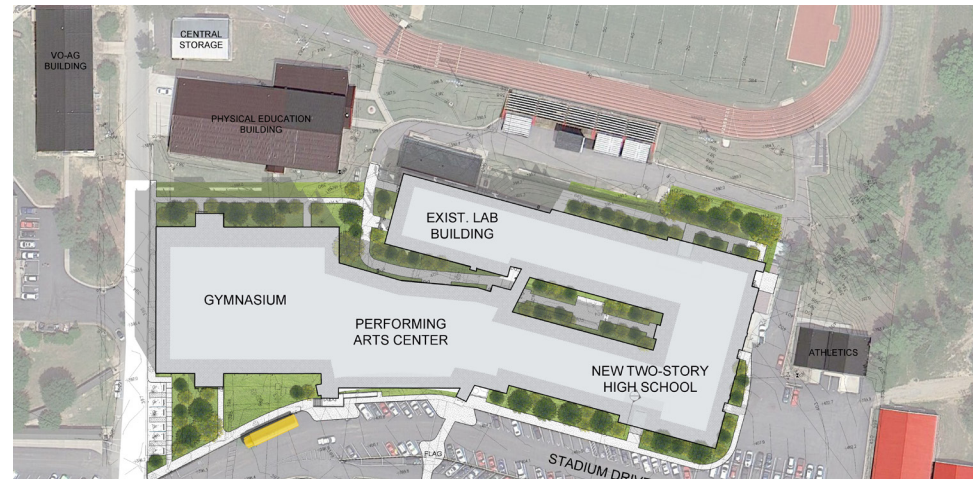 CENTRAL
STORAGE
VO-AG
BUILDING
PHYSICAL EDUCATION
BUILDING
EXIST. LAB
BUILDING
GYMNASIUM
PERFORMING
ARTS CENTER
NEW TWO-STORY
HIGH SCHOOL
ATHLETICS
FLAG
STADIUM DRIVE